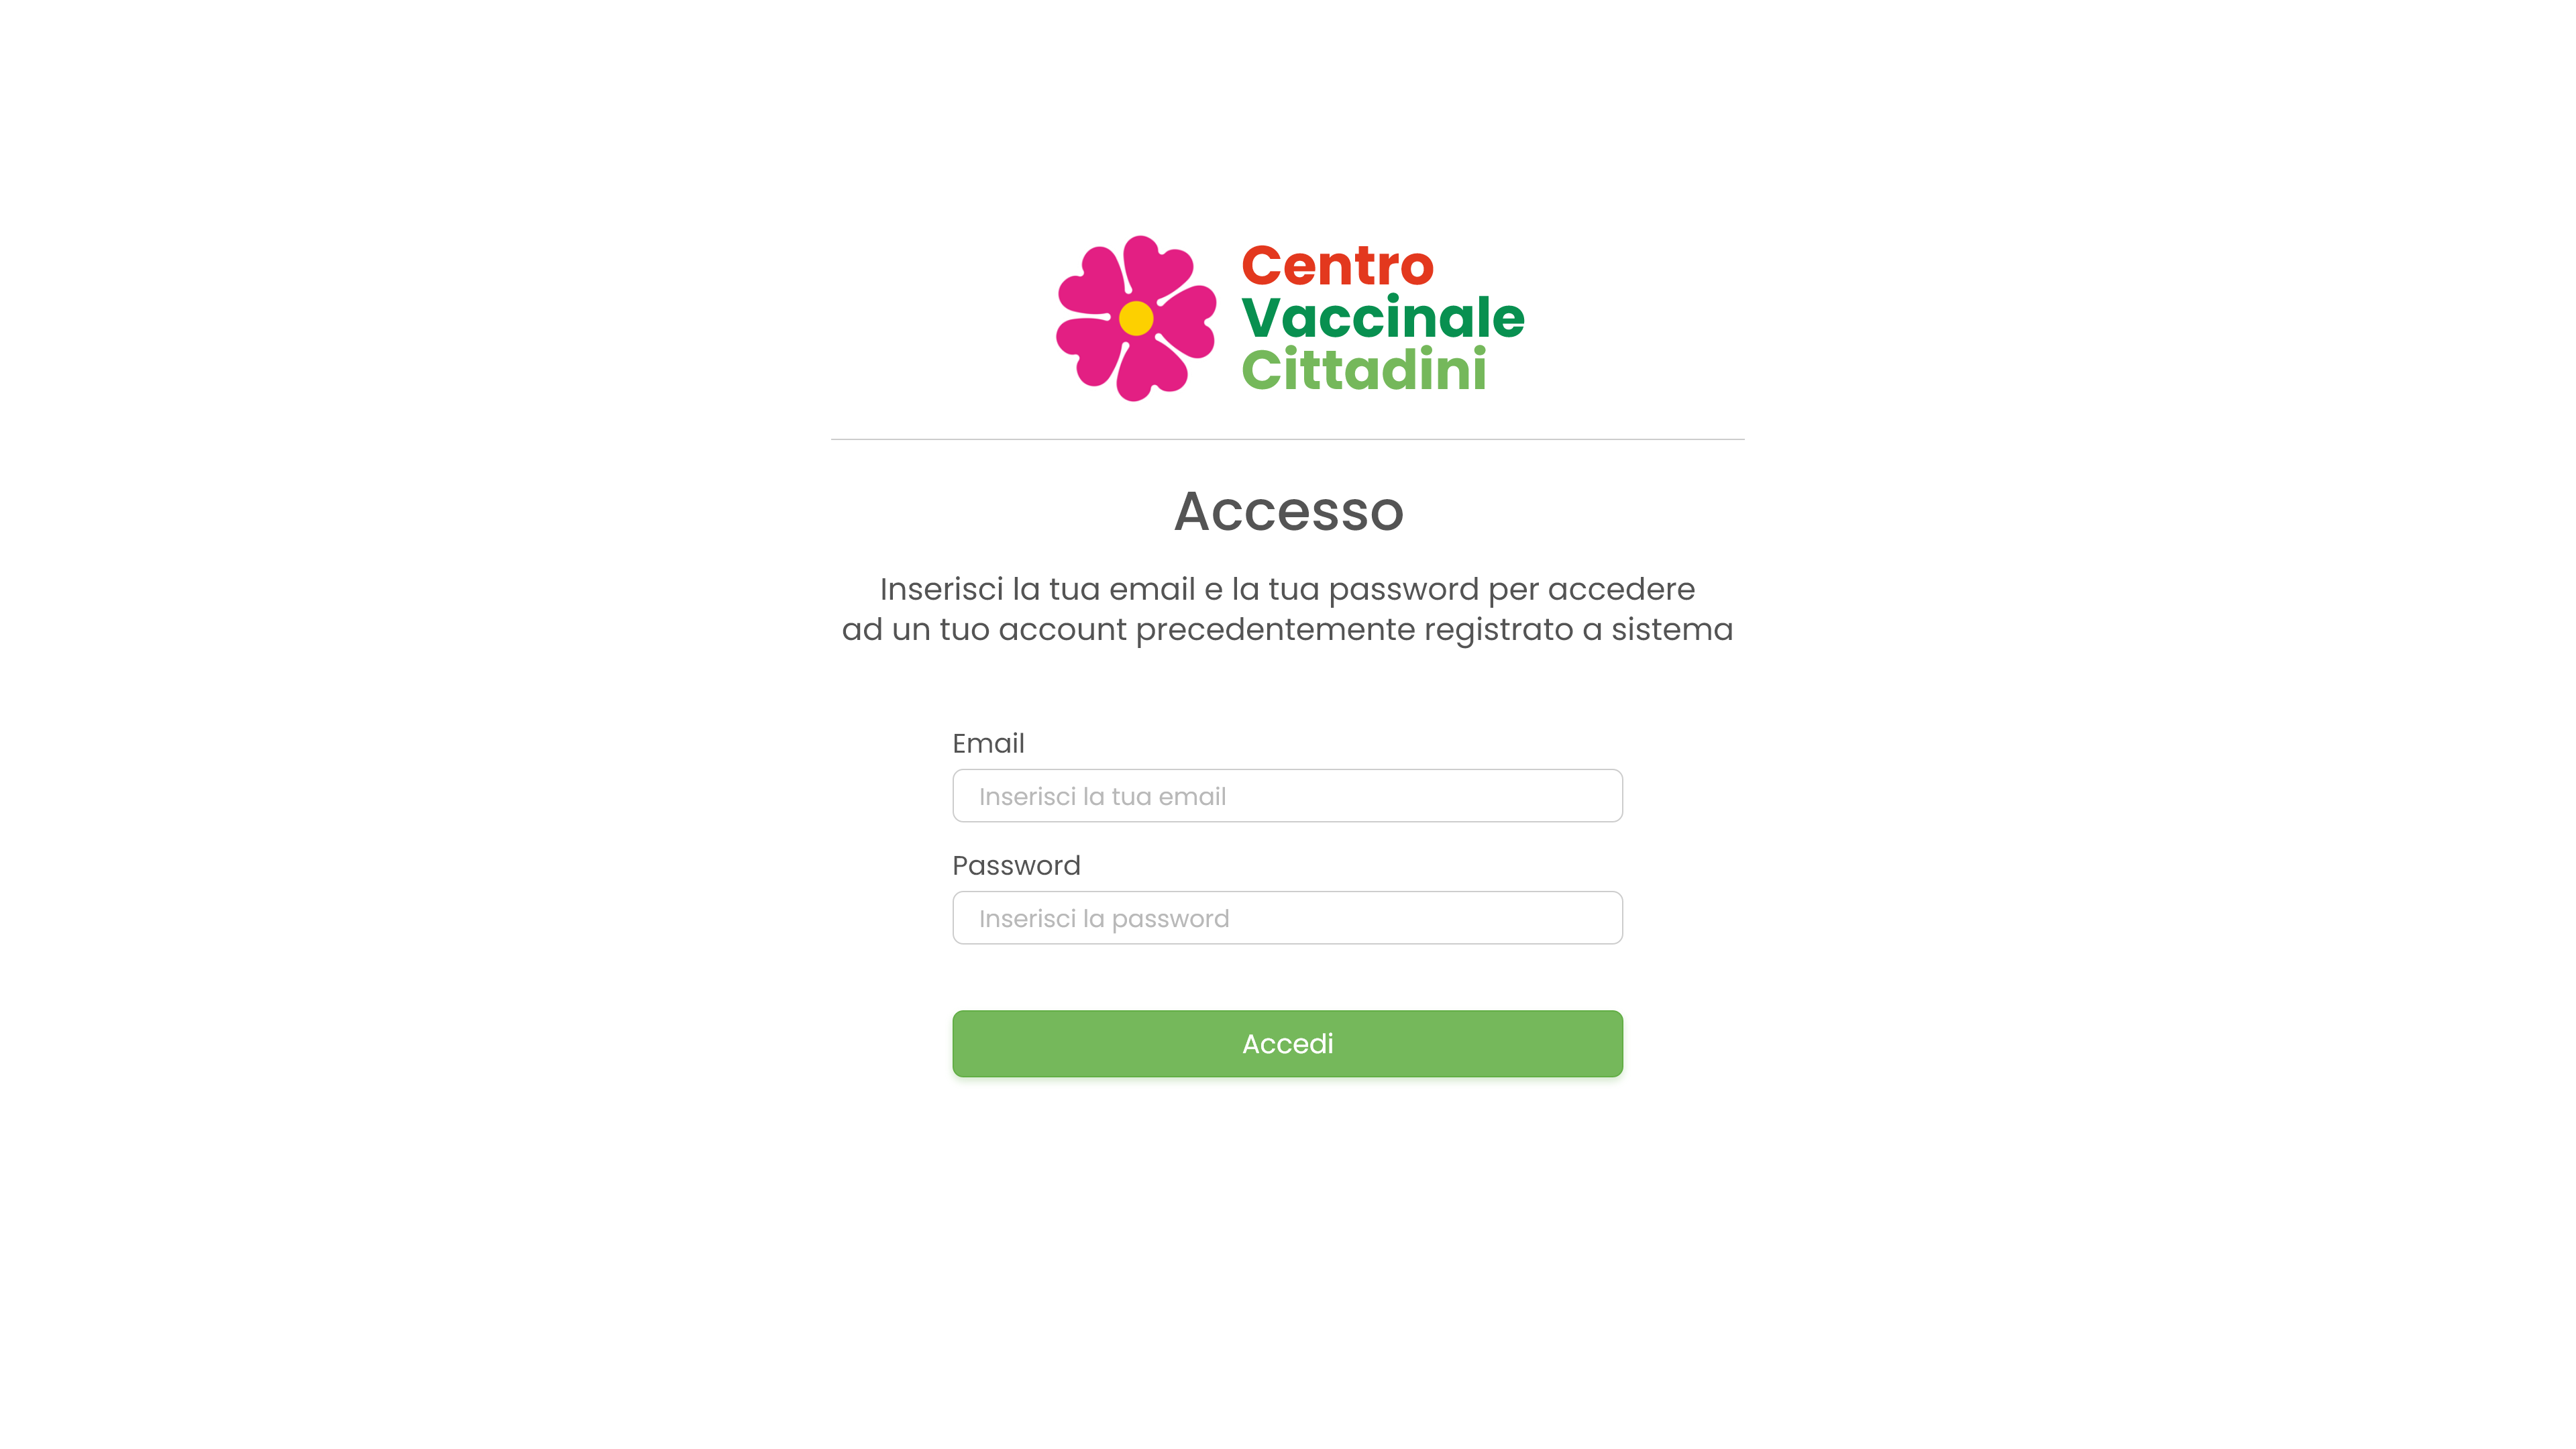 Centro
Vaccinale
Cittadini
Accesso
Inserisci la tua email e la tua password per accedere
ad un tuo account precedentemente registrato a sistema
Email
Inserisci la tua email
Password
Inserisci la password
Accedi